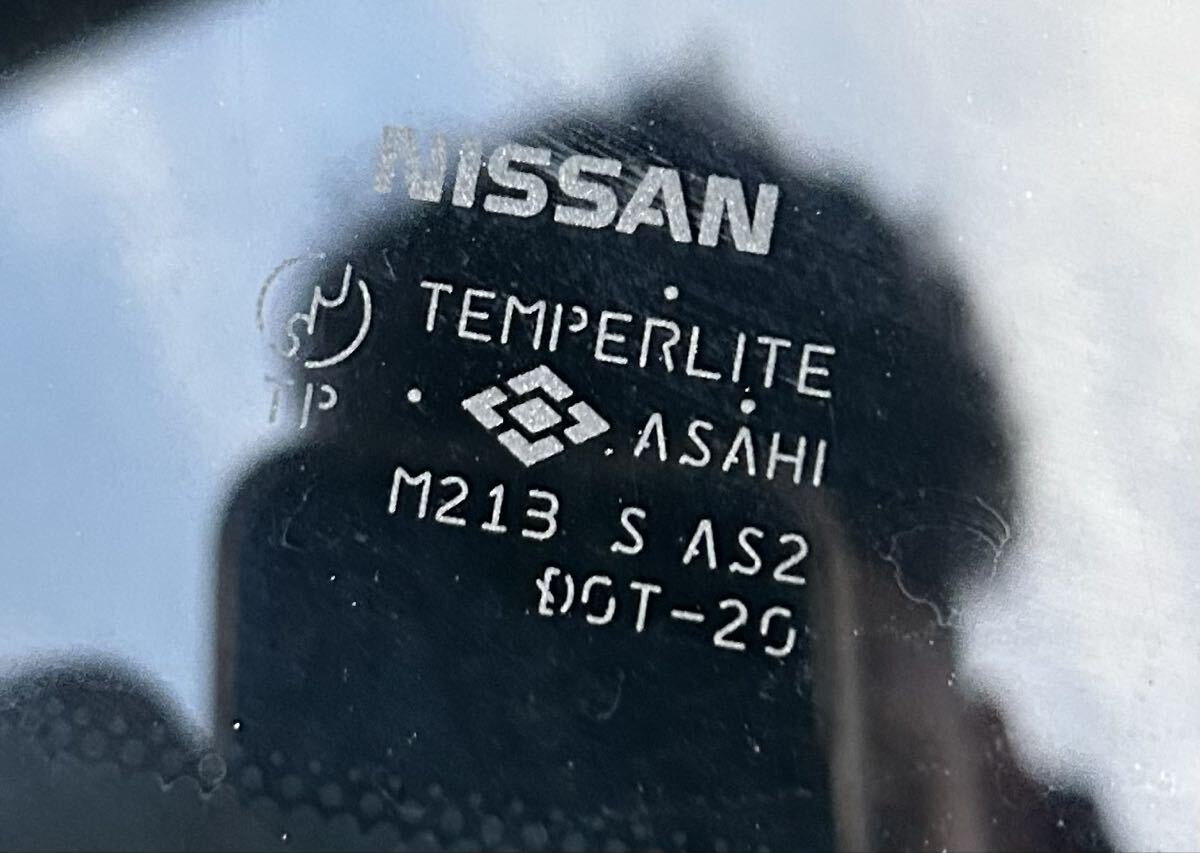 NISSAN
TEMPERLITE
TP
ASAHI
M213 S AS2
DOT-20